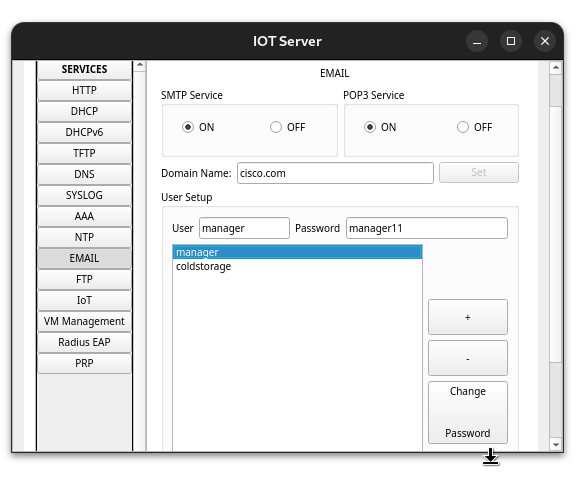 IOT Server
SERVICES
HTTP
DHCP
DHCPv6
TFTP
DNS
SYSLOG
AAA
NTP
EMAIL
FTP
IoT
VM Management
Radius EAP
PRP
EMAIL
SMTP Service
ON OFF
POP3 Service
ON OFF
Domain Name: cisco.com Set
User Setup
User manager Password manager11
manager
coldstorage
+
-
Change
Password